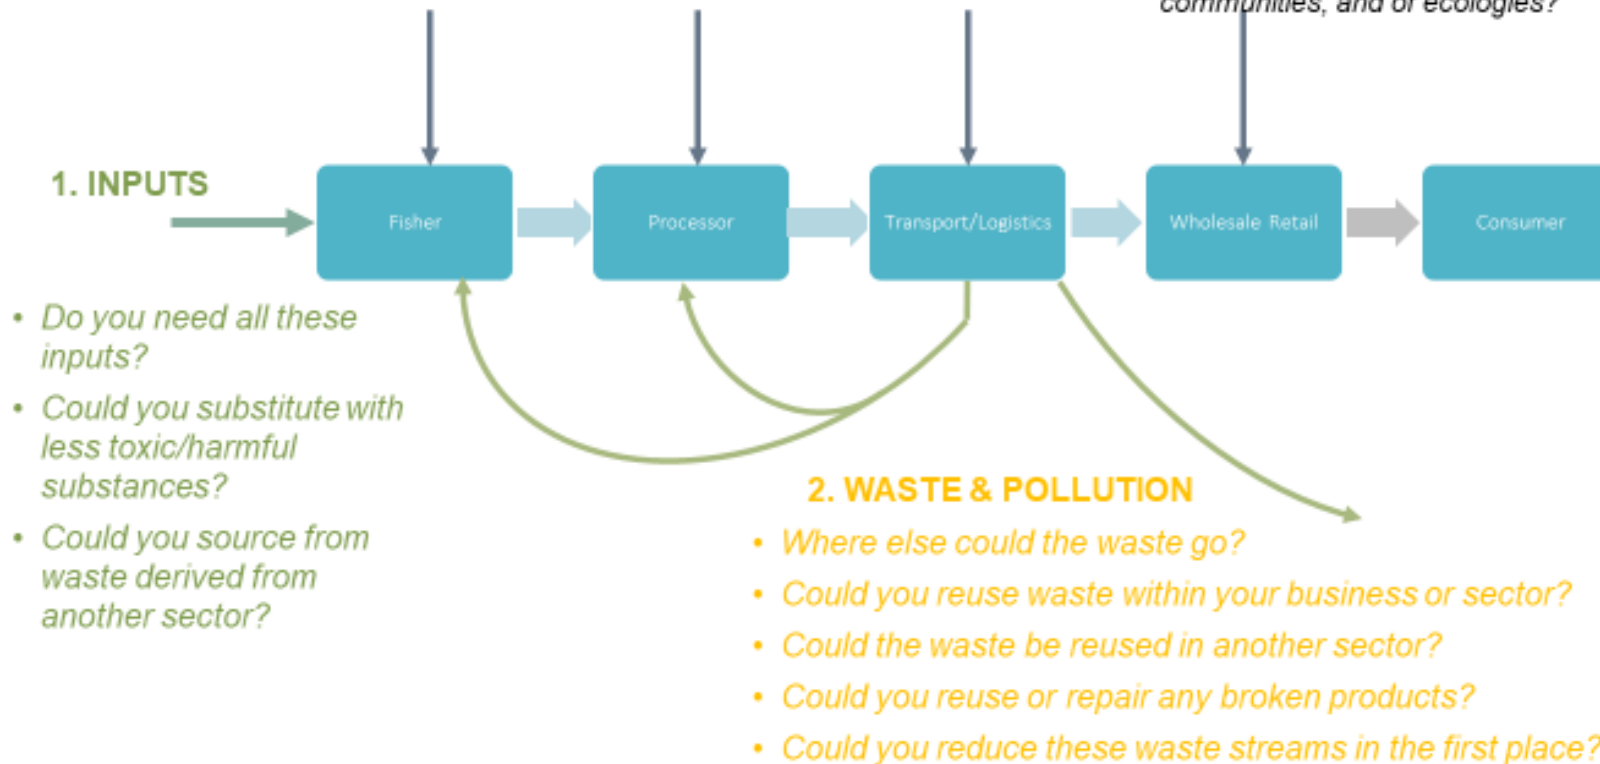 communities, and of ecologies?
1. INPUTS
Fisher
Processor
Transport/Logistics
Wholesale Retail
Consumer
• Do you need all these
inputs?
• Could you substitute with
less toxic/harmful
substances?
• Could you source from
waste derived from
another sector?
2. WASTE & POLLUTION
• Where else could the waste go?
• Could you reuse waste within your business or sector?
• Could the waste be reused in another sector?
• Could you reuse or repair any broken products?
• Could you reduce these waste streams in the first place?